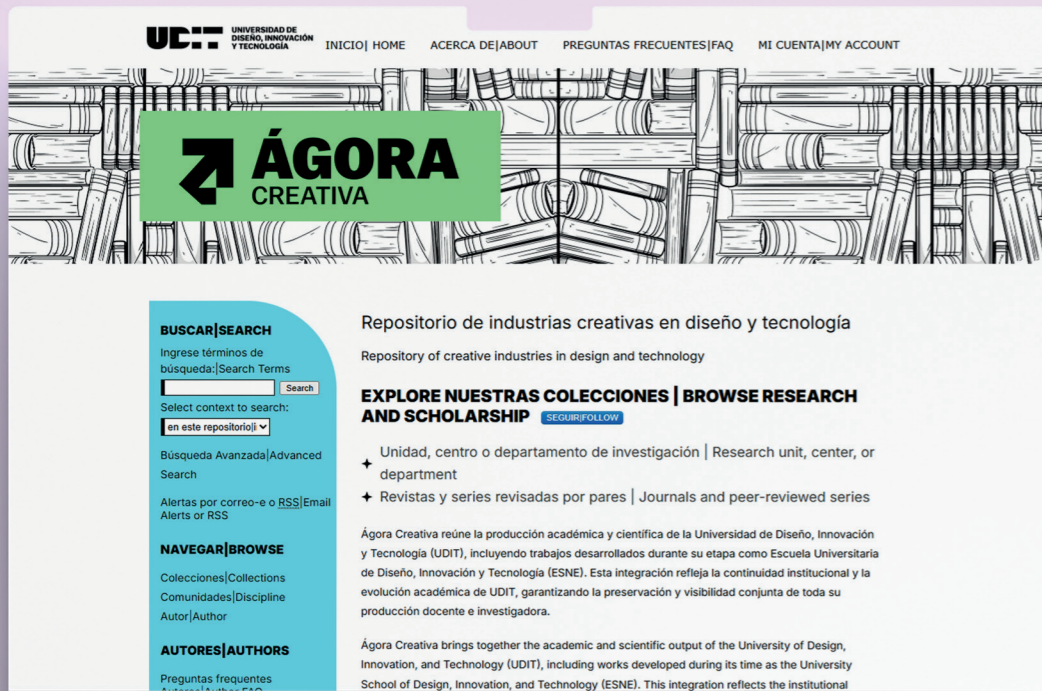 UDIT UNIVERSIDAD DE
DISEÑO, INNOVACIÓN
Y TECNOLOGÍA
INICIO| HOME
ACERCA DE|ABOUT
PREGUNTAS FRECUENTES|FAQ
MI CUENTA|MY ACCOUNT
ÁGORA
CREATIVA
BUSCAR|SEARCH
Ingrese términos de
búsqueda:|Search Terms
Search
Select context to search:
en este repositorio|i
Búsqueda Avanzada|Advanced
Search
Alertas por correo-e o RSS|Email
Alerts or RSS
NAVEGAR|BROWSE
Colecciones|Collections
Comunidades|Discipline
Autor|Author
AUTORES|AUTHORS
Preguntas frequentes
Autores|Author FAQ
Repositorio de industrias creativas en diseño y tecnología
Repository of creative industries in design and technology
EXPLORE NUESTRAS COLECCIONES | BROWSE RESEARCH
AND SCHOLARSHIP SEGUIR|FOLLOW
Unidad, centro o departamento de investigación | Research unit, center, or
department
Revistas y series revisadas por pares | Journals and peer-reviewed series
Ágora Creativa reúne la producción académica y científica de la Universidad de Diseño, Innovación
y Tecnología (UDIT), incluyendo trabajos desarrollados durante su etapa como Escuela Universitaria
de Diseño, Innovación y Tecnología (ESNE). Esta integración refleja la continuidad institucional y la
evolución académica de UDIT, garantizando la preservación y visibilidad conjunta de toda su
producción docente e investigadora.
Ágora Creativa brings together the academic and scientific output of the University of Design,
Innovation, and Technology (UDIT), including works developed during its time as the University
School of Design, Innovation, and Technology (ESNE). This integration reflects the institutional